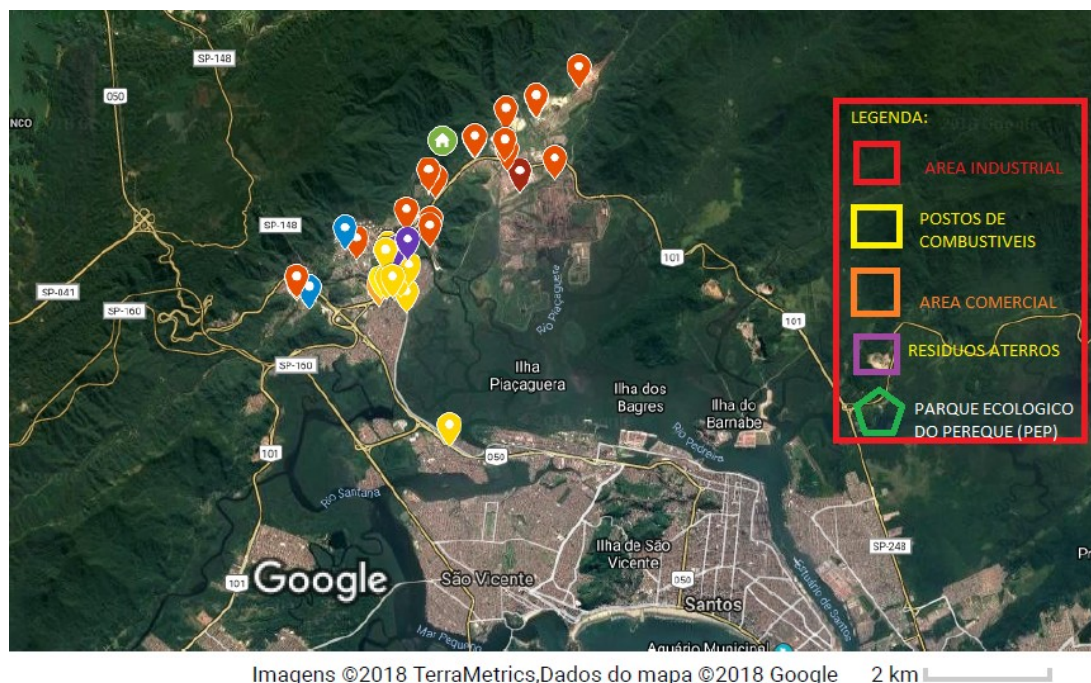 SP-148
050
NCO
SP-148
SP-041
SP-160
101
Rio Piaçaguera
101
SP-160
Ilha
Piaçaguera
Ilha dos
Bagres
Ilha do
Barnabe
101
050
Rio Pedreira
Rio Santana
Ilha de São
Vicente
SP-248
101
Google
São Vicente
050
Santos
Estuário de Santos
Mar Pequeno
Aquário Municipal
LEGENDA:
AREA INDUSTRIAL
POSTOS DE
COMBUSTIVEIS
AREA COMERCIAL
RESIDUOS ATERROS
PARQUE ECOLOGICO
DO PEREQUE (PEP)
Imagens ©2018 TerraMetrics,Dados do mapa ©2018 Google 2 km